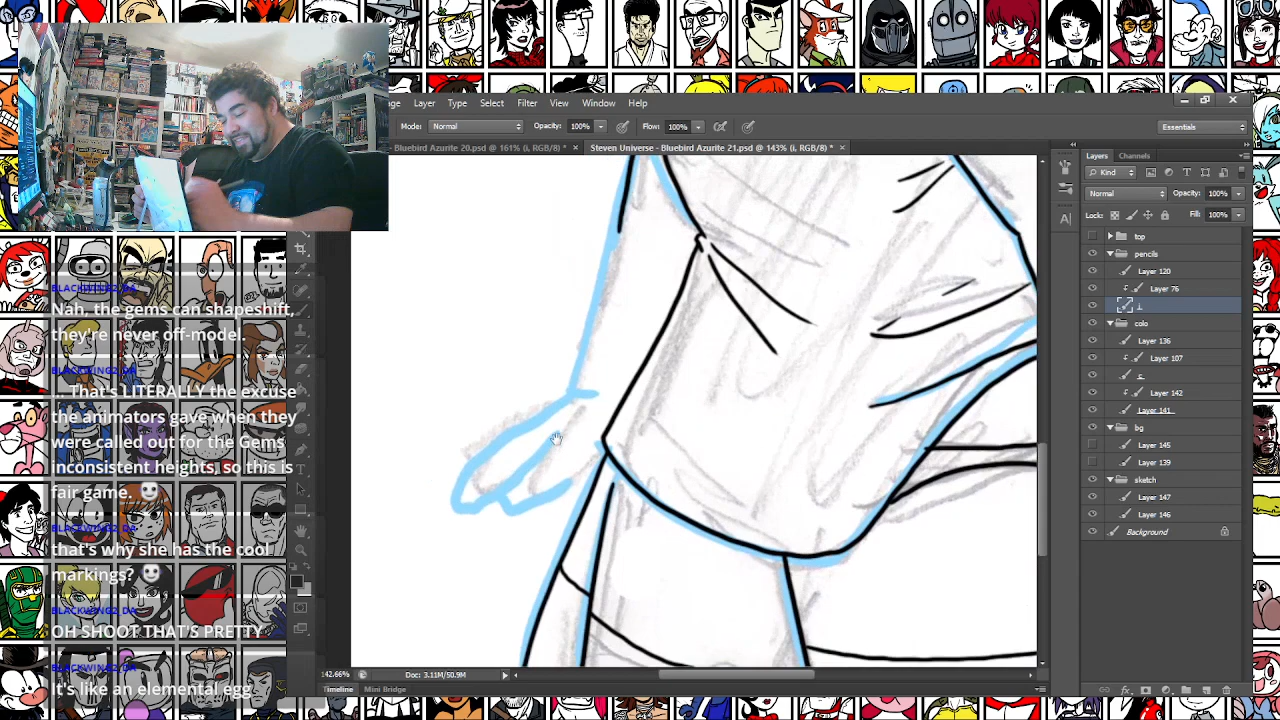 Layer Type Select Filter View Window Help
Mode: Normal Opacity: 100% Flow: 100% Essentials
Bluebird Azurite 20.psd @ 161% (i, RGB/8) * × Steven Universe - Bluebird Azurite 21.psd @ 143% (i, RGB/8) * ×
Layers Channels
Kind
Normal Opacity: 100%
Lock: Fill: 100%
top
pencils
Layer 120
Layer 76
i
colo
Layer 136
Layer 107
c
Layer 142
Layer 141
bg
Layer 145
Layer 139
sketch
Layer 147
Layer 146
Background
BLACKWING2_DA
Nah, the gems can shapeshift,
they're never off-model.
BLACKWING2_DA
... That's LITERALLY the excuse
the animators gave when they
were called out for the Gems
inconsistent heights, so this is
fair game.
BLACKWING2_DA
that's why she has the cool
markings?
BLACKWING2_DA
OH SHOOT THAT'S PRETTY
BLACKWING2_DA
It's like an elemental egg
142.66% Doc: 3.11M/50.9M
Timeline Mini Bridge